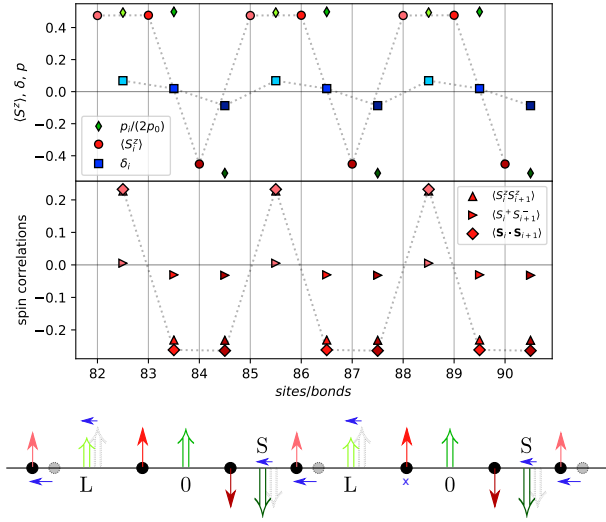 0.4
0.2
0.0
−0.2
−0.4
⟨S^z⟩, δ, p
p_i/(2p_0)
⟨S_i^z⟩
δ_i
0.2
0.1
0.0
−0.1
−0.2
spin correlations
⟨S_i^z S_{i+1}^z⟩
⟨S_i^+ S_{i+1}^−⟩
⟨S_i · S_{i+1}⟩
82 83 84 85 86 87 88 89 90
sites/bonds
S S
L 0 L x 0